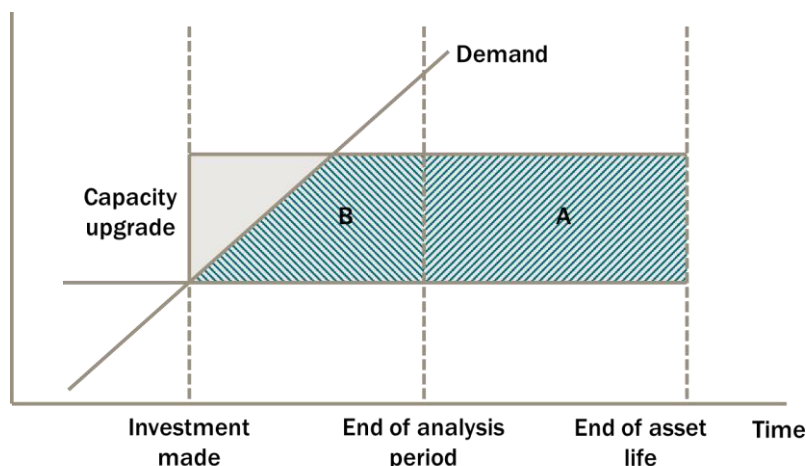 Demand
Capacity
upgrade
B
A
Investment
made
End of analysis
period
End of asset
life
Time